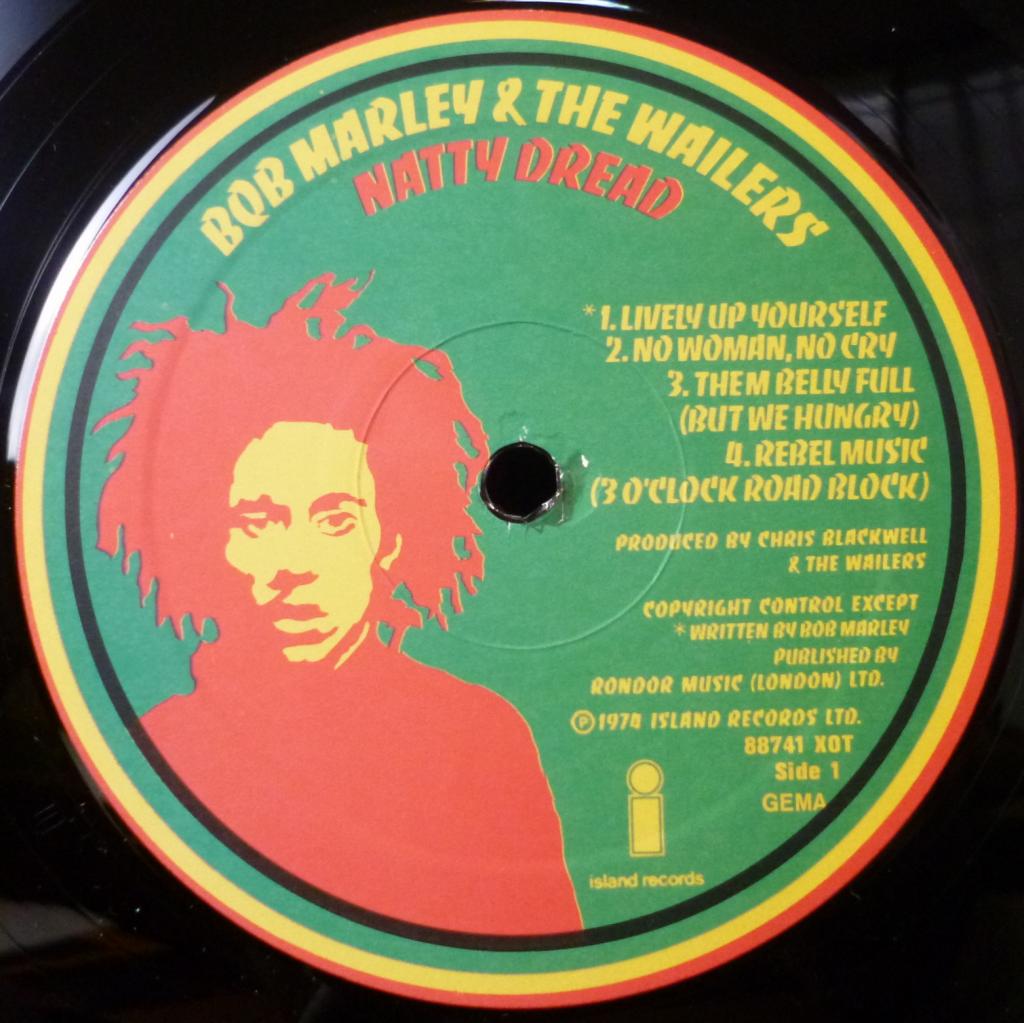 BOB MARLEY & THE WAILERS
NATTY DREAD
*1. LIVELY UP YOURSELF
2. NO WOMAN, NO CRY
3. THEM BELLY FULL
(BUT WE HUNGRY)
4. REBEL MUSIC
(3 O'CLOCK ROAD BLOCK)
PRODUCED BY CHRIS BLACKWELL
& THE WAILERS
COPYRIGHT CONTROL EXCEPT
*WRITTEN BY BOB MARLEY
PUBLISHED BY
RONDOR MUSIC (LONDON) LTD.
℗ 1974 ISLAND RECORDS LTD.
88741 XOT
Side 1
GEMA
island records